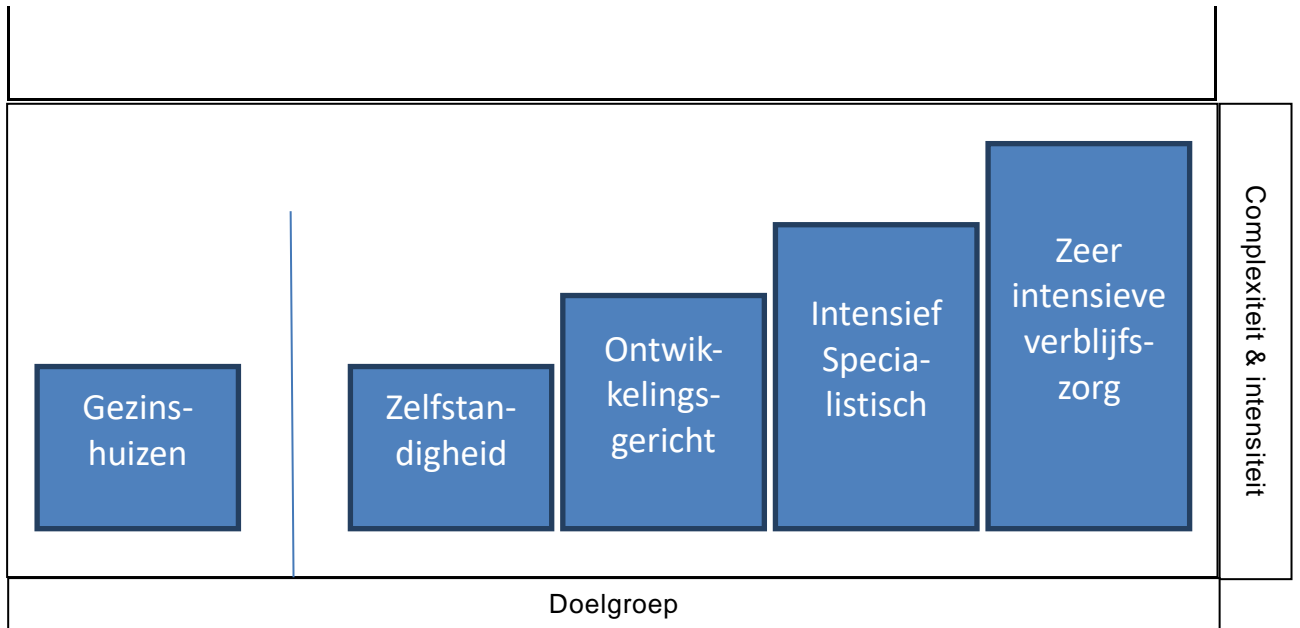 Gezins-
huizen
Zelfstan-
digheid
Ontwik-
kelings-
gericht
Intensief
Specia-
listisch
Zeer
intensieve
verblijfs-
zorg
Complexiteit & intensiteit
Doelgroep